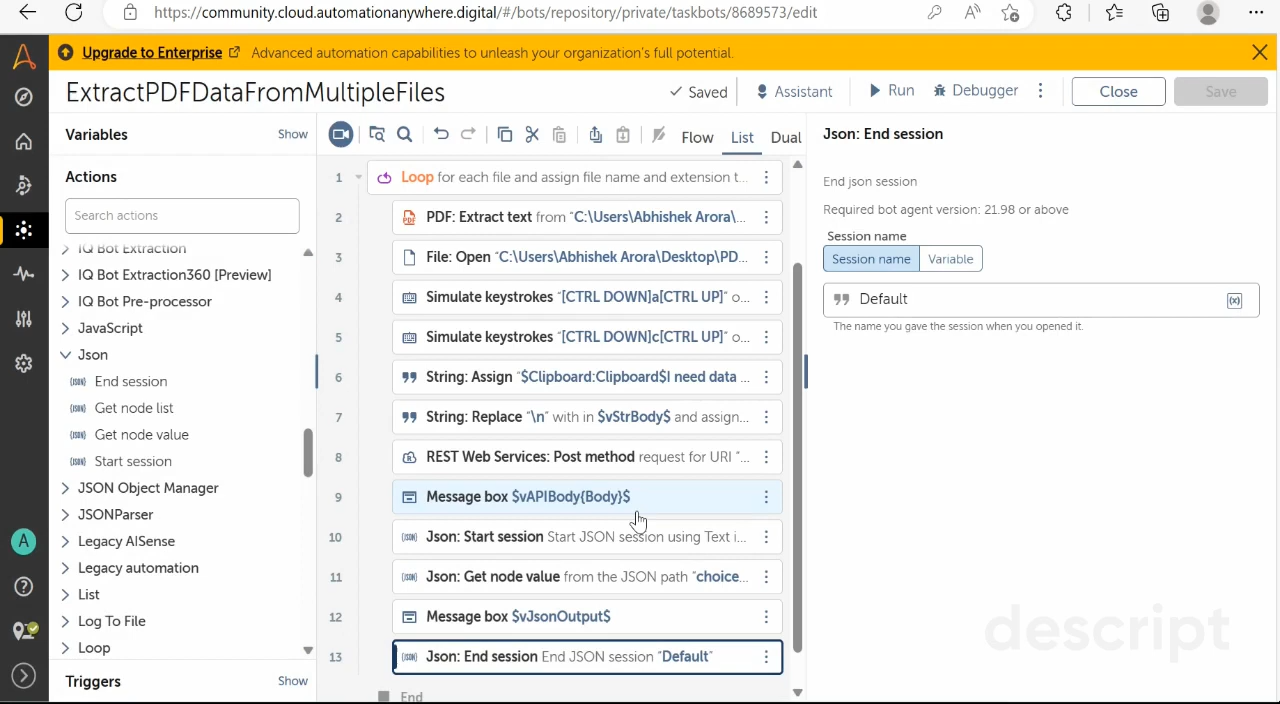 https://community.cloud.automationanywhere.digital/#/bots/repository/private/taskbots/8689573/edit
Upgrade to Enterprise Advanced automation capabilities to unleash your organization's full potential.
ExtractPDFDataFromMultipleFiles
Saved
Assistant
Run
Debugger
Close
Save
Variables
Show
Actions
Search actions
IQ Bot Extraction
IQ Bot Extraction360 [Preview]
IQ Bot Pre-processor
JavaScript
Json
End session
Get node list
Get node value
Start session
JSON Object Manager
JSONParser
Legacy AISense
Legacy automation
List
Log To File
Loop
Triggers
Show
A
Flow
List
Dual
1 Loop for each file and assign file name and extension t...
2 PDF: Extract text from "C:\Users\Abhishek Arora\...
3 File: Open "C:\Users\Abhishek Arora\Desktop\PD...
4 Simulate keystrokes "[CTRL DOWN]a[CTRL UP]" o...
5 Simulate keystrokes "[CTRL DOWN]c[CTRL UP]" o...
6 String: Assign "$Clipboard:Clipboard$I need data ...
7 String: Replace "\n" with in $vStrBody$ and assign...
8 REST Web Services: Post method request for URI "...
9 Message box $vAPIBody{Body}$
10 Json: Start session Start JSON session using Text i...
11 Json: Get node value from the JSON path "choice...
12 Message box $vJsonOutput$
13 Json: End session End JSON session "Default"
End
Json: End session
End json session
Required bot agent version: 21.98 or above
Session name
Session name Variable
Default
(x)
The name you gave the session when you opened it.
descript